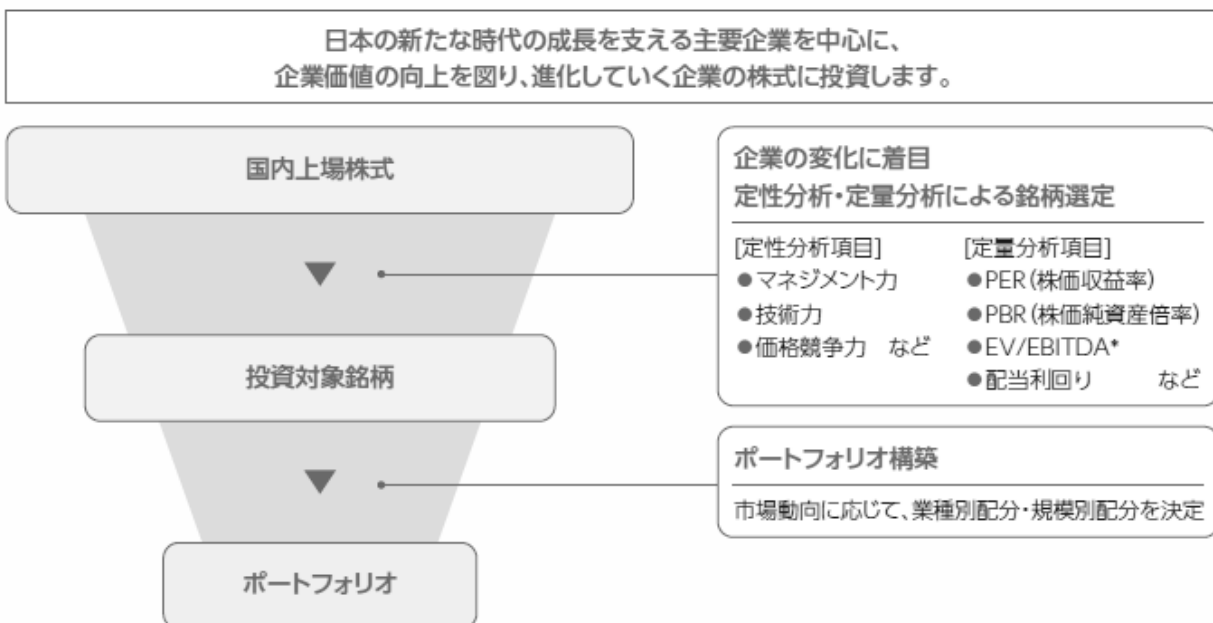 日本の新たな時代の成長を支える主要企業を中心に、
企業価値の向上を図り、進化していく企業の株式に投資します。
国内上場株式
▼
投資対象銘柄
▼
ポートフォリオ
企業の変化に着目
定性分析・定量分析による銘柄選定
[定性分析項目]
●マネジメント力
●技術力
●価格競争力　など
[定量分析項目]
●PER(株価収益率)
●PBR(株価純資産倍率)
●EV/EBITDA*
●配当利回り　など
ポートフォリオ構築
市場動向に応じて、業種別配分・規模別配分を決定